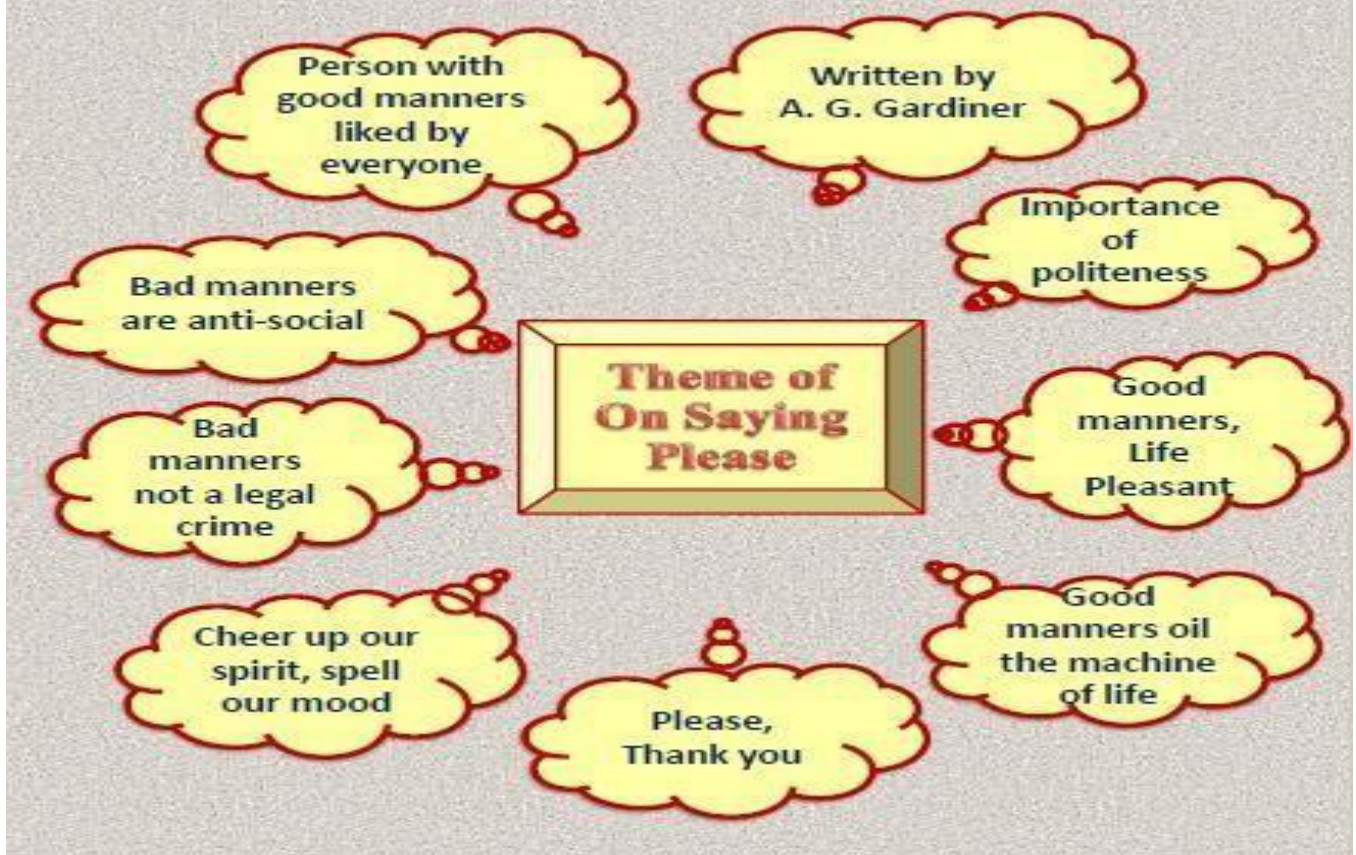 Person with
good manners
liked by
everyone
Written by
A. G. Gardiner
Importance
of
politeness
Bad manners
are anti-social
Theme of
On Saying
Please
Good
manners,
Life
Pleasant
Bad
manners
not a legal
crime
Cheer up our
spirit, spell
our mood
Please,
Thank you
Good
manners oil
the machine
of life